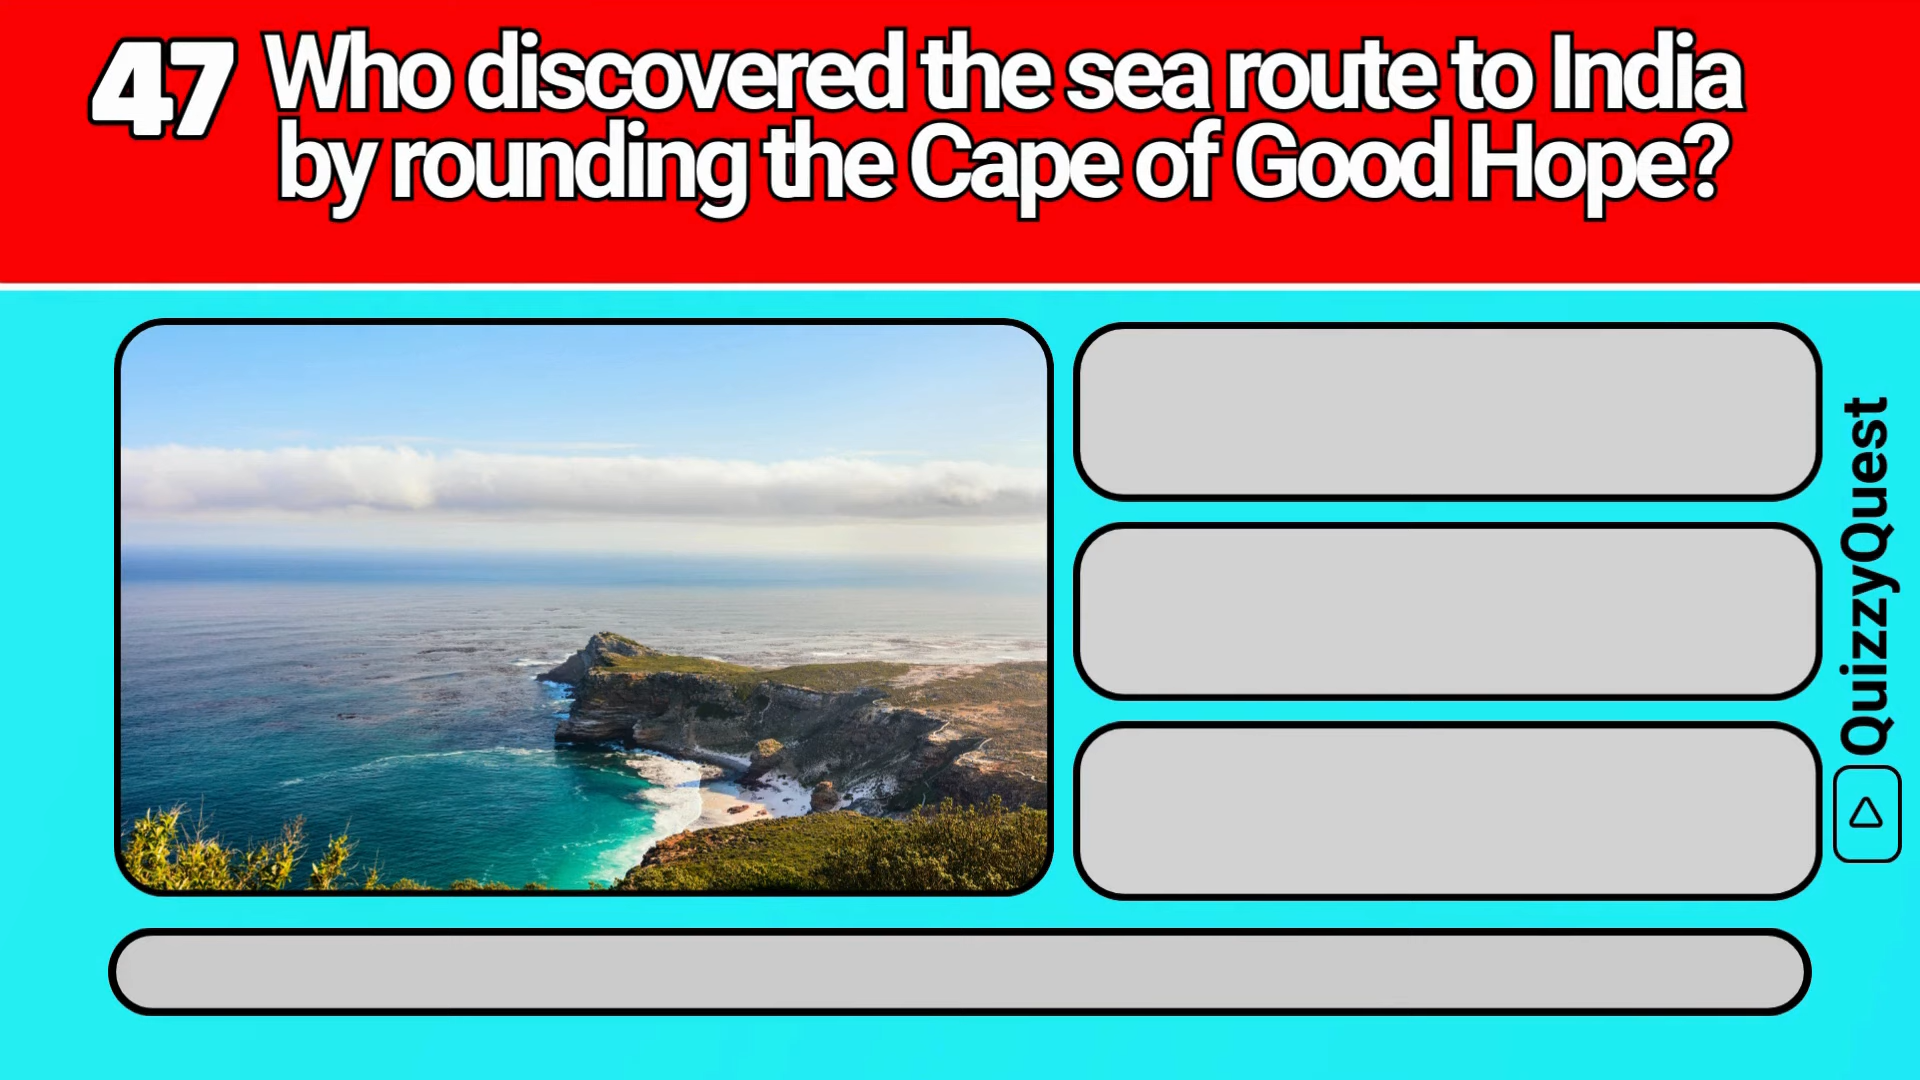 47
Who discovered the sea route to India
by rounding the Cape of Good Hope?
QuizzyQuest